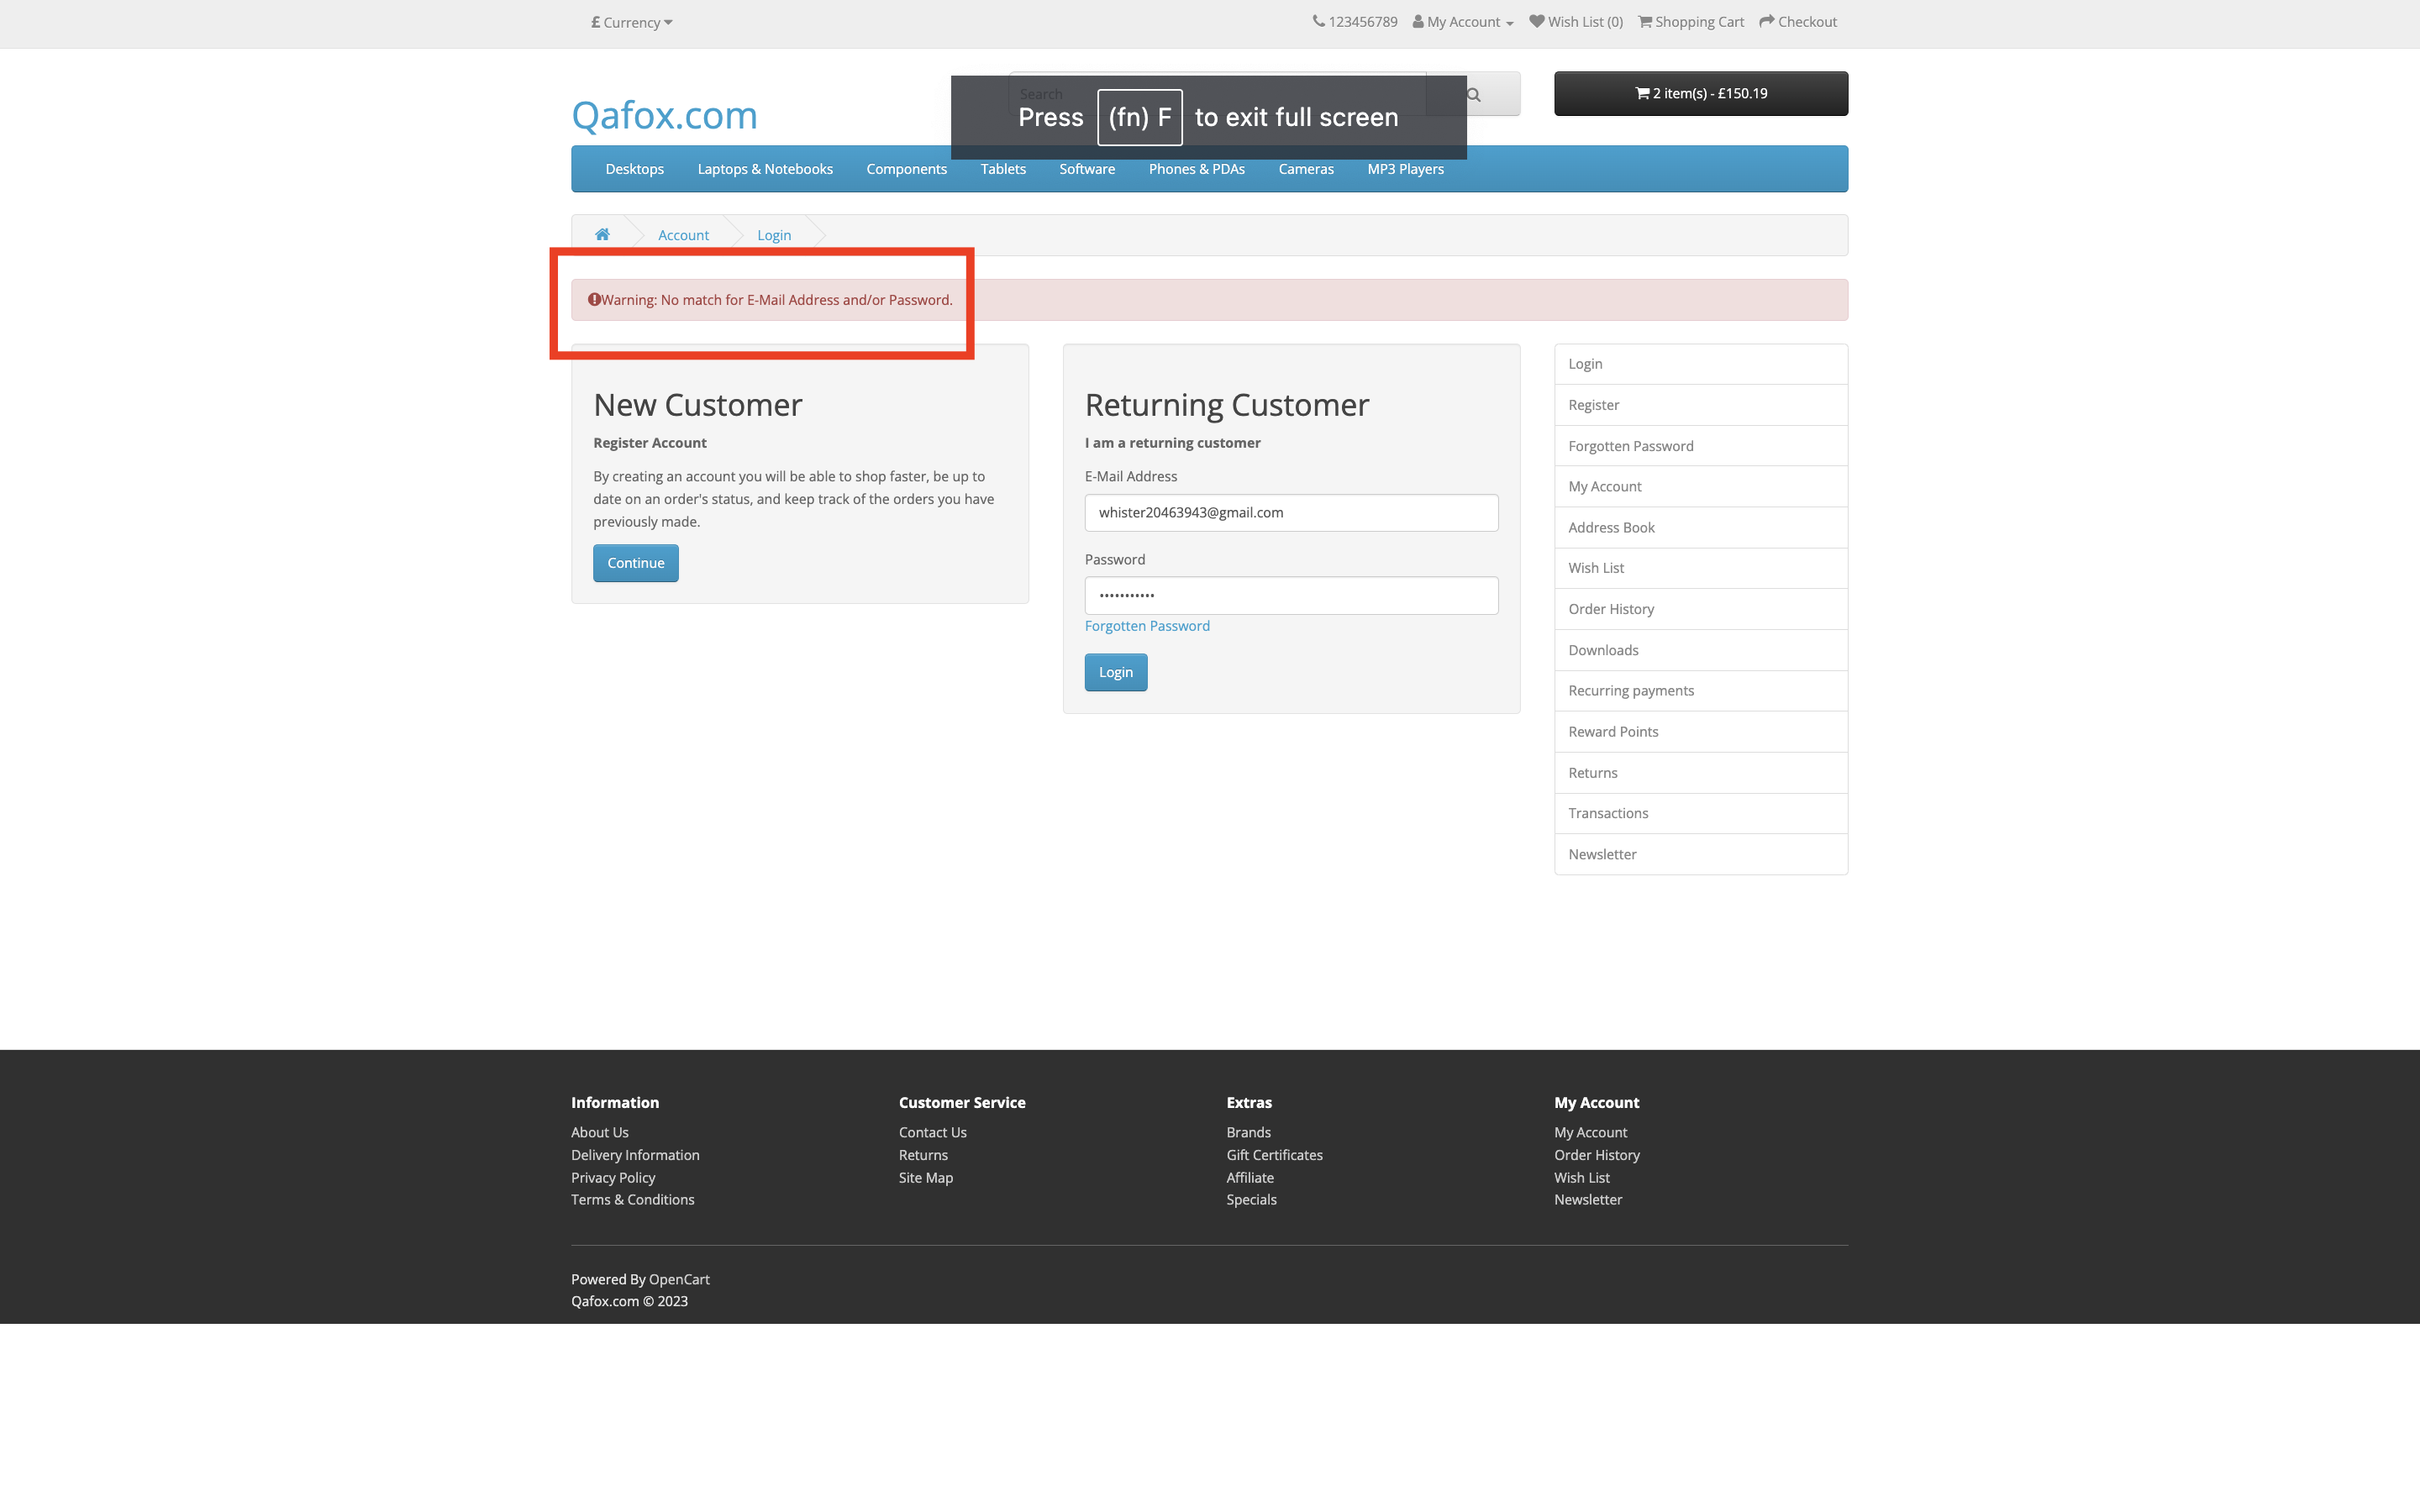 £ Currency
123456789 My Account Wish List (0) Shopping Cart Checkout
Qafox.com
Search
2 item(s) - £150.19
Press (fn) F to exit full screen
Desktops Laptops & Notebooks Components Tablets Software Phones & PDAs Cameras MP3 Players
Account Login
Warning: No match for E-Mail Address and/or Password.
New Customer
Register Account
By creating an account you will be able to shop faster, be up to
date on an order's status, and keep track of the orders you have
previously made.
Continue
Returning Customer
I am a returning customer
E-Mail Address
whister20463943@gmail.com
Password
•••••••••••
Forgotten Password
Login
Login
Register
Forgotten Password
My Account
Address Book
Wish List
Order History
Downloads
Recurring payments
Reward Points
Returns
Transactions
Newsletter
Information
About Us
Delivery Information
Privacy Policy
Terms & Conditions
Customer Service
Contact Us
Returns
Site Map
Extras
Brands
Gift Certificates
Affiliate
Specials
My Account
My Account
Order History
Wish List
Newsletter
Powered By OpenCart
Qafox.com © 2023